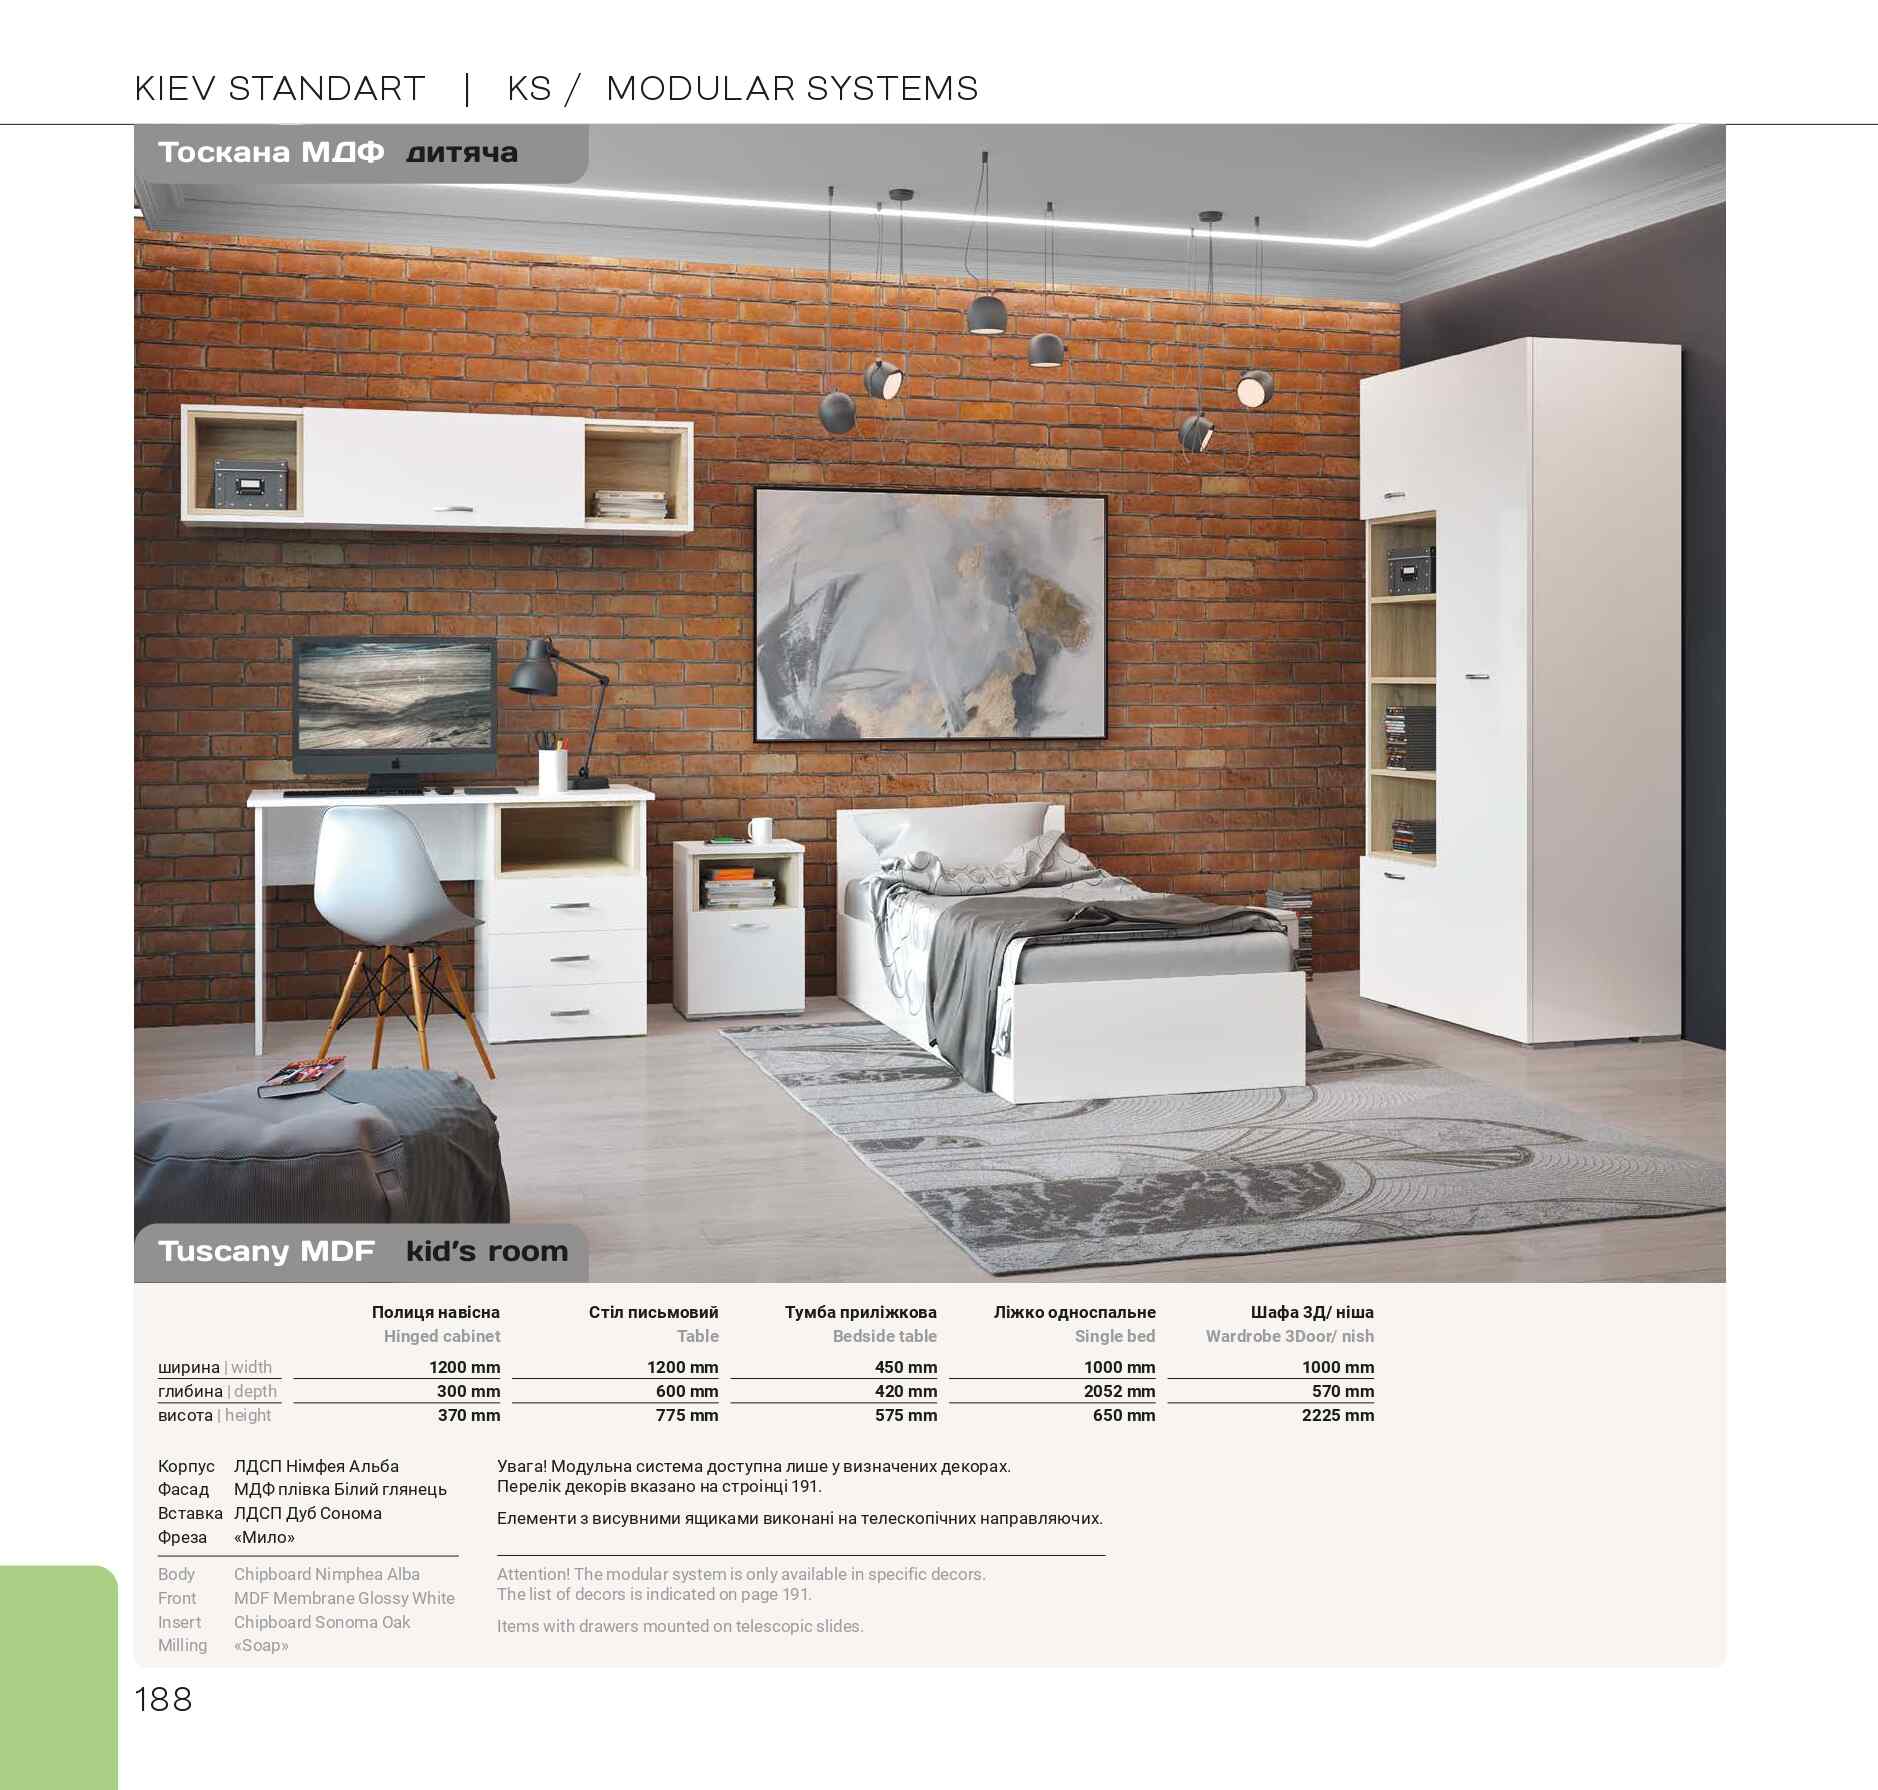 KIEV STANDART | KS / MODULAR SYSTEMS
Тоскана МДФ дитяча
Tuscany MDF kid's room
Полиця навісна Стіл письмовий Тумба приліжкова Ліжко односпальне Шафа 3Д/ ніша
Hinged cabinet Table Bedside table Single bed Wardrobe 3Door/ nish
ширина | width 1200 mm 1200 mm 450 mm 1000 mm 1000 mm
глибина | depth 300 mm 600 mm 420 mm 2052 mm 570 mm
висота | height 370 mm 775 mm 575 mm 650 mm 2225 mm
Корпус ЛДСП Німфея Альба
Фасад МДФ плівка Білий глянець
Вставка ЛДСП Дуб Сонома
Фреза «Мило»
Увага! Модульна система доступна лише у визначених декорах.
Перелік декорів вказано на строінці 191.
Елементи з висувними ящиками виконані на телескопічних направляючих.
Body Chipboard Nimphea Alba
Front MDF Membrane Glossy White
Insert Chipboard Sonoma Oak
Milling «Soap»
Attention! The modular system is only available in specific decors.
The list of decors is indicated on page 191.
Items with drawers mounted on telescopic slides.
188